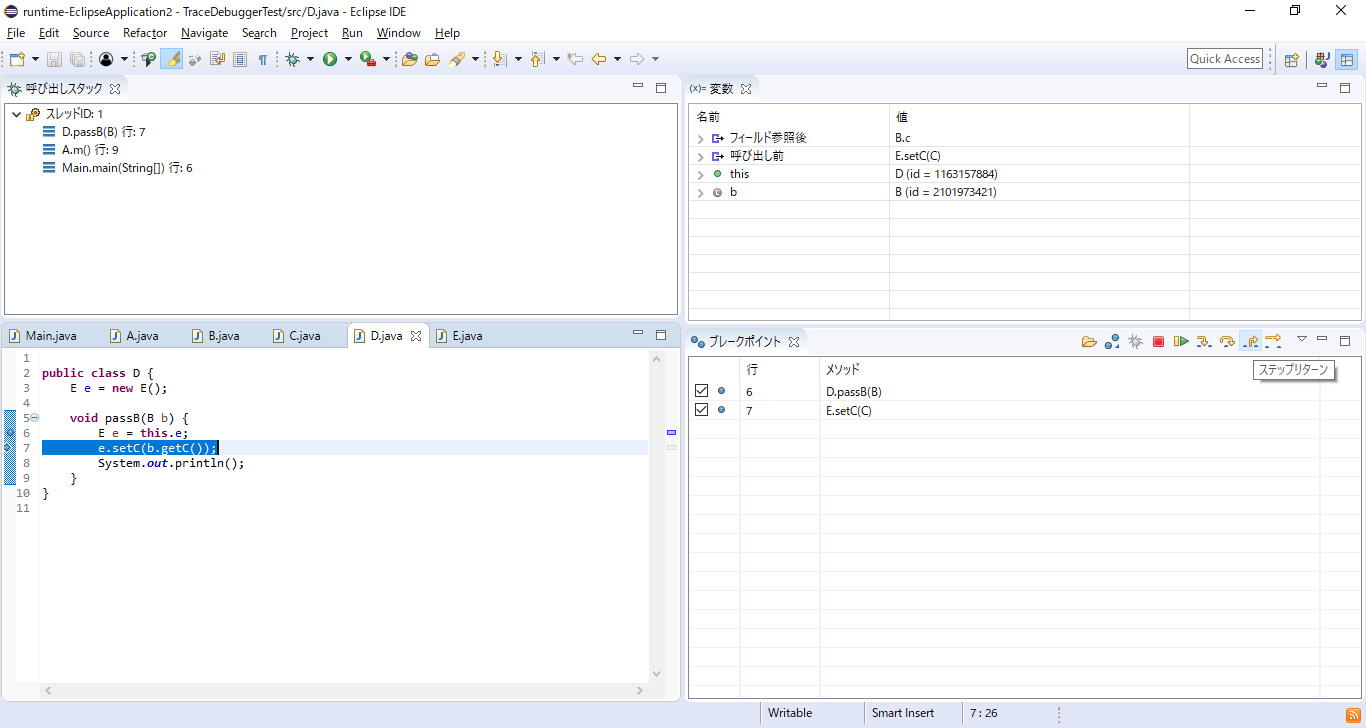 runtime-EclipseApplication2 - TraceDebuggerTest/src/D.java - Eclipse IDE
File Edit Source Refactor Navigate Search Project Run Window Help
Quick Access
呼び出しスタック
スレッドID: 1
D.passB(B) 行: 7
A.m() 行: 9
Main.main(String[]) 行: 6
(x)= 変数
名前 値
フィールド参照後 B.c
呼び出し前 E.setC(C)
this D (id = 1163157884)
b B (id = 2101973421)
Main.java A.java B.java C.java D.java E.java
1
2 public class D {
3 E e = new E();
4
5 void passB(B b) {
6 E e = this.e;
7 e.setC(b.getC());
8 System.out.println();
9 }
10 }
11
ブレークポイント
行 メソッド
ステップリターン
6 D.passB(B)
7 E.setC(C)
Writable Smart Insert 7 : 26